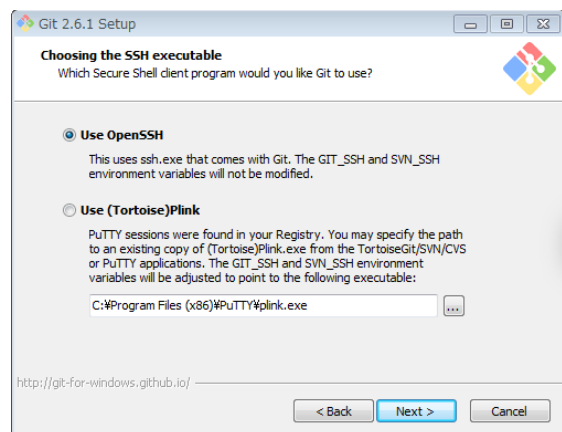 Git 2.6.1 Setup
Choosing the SSH executable
Which Secure Shell client program would you like Git to use?
Use OpenSSH
This uses ssh.exe that comes with Git. The GIT_SSH and SVN_SSH
environment variables will not be modified.
Use (Tortoise)Plink
PuTTY sessions were found in your Registry. You may specify the path
to an existing copy of (Tortoise)Plink.exe from the TortoiseGit/SVN/CVS
or PuTTY applications. The GIT_SSH and SVN_SSH environment
variables will be adjusted to point to the following executable:
C:¥Program Files (x86)¥PuTTY¥plink.exe
...
http://git-for-windows.github.io/
< Back
Next >
Cancel